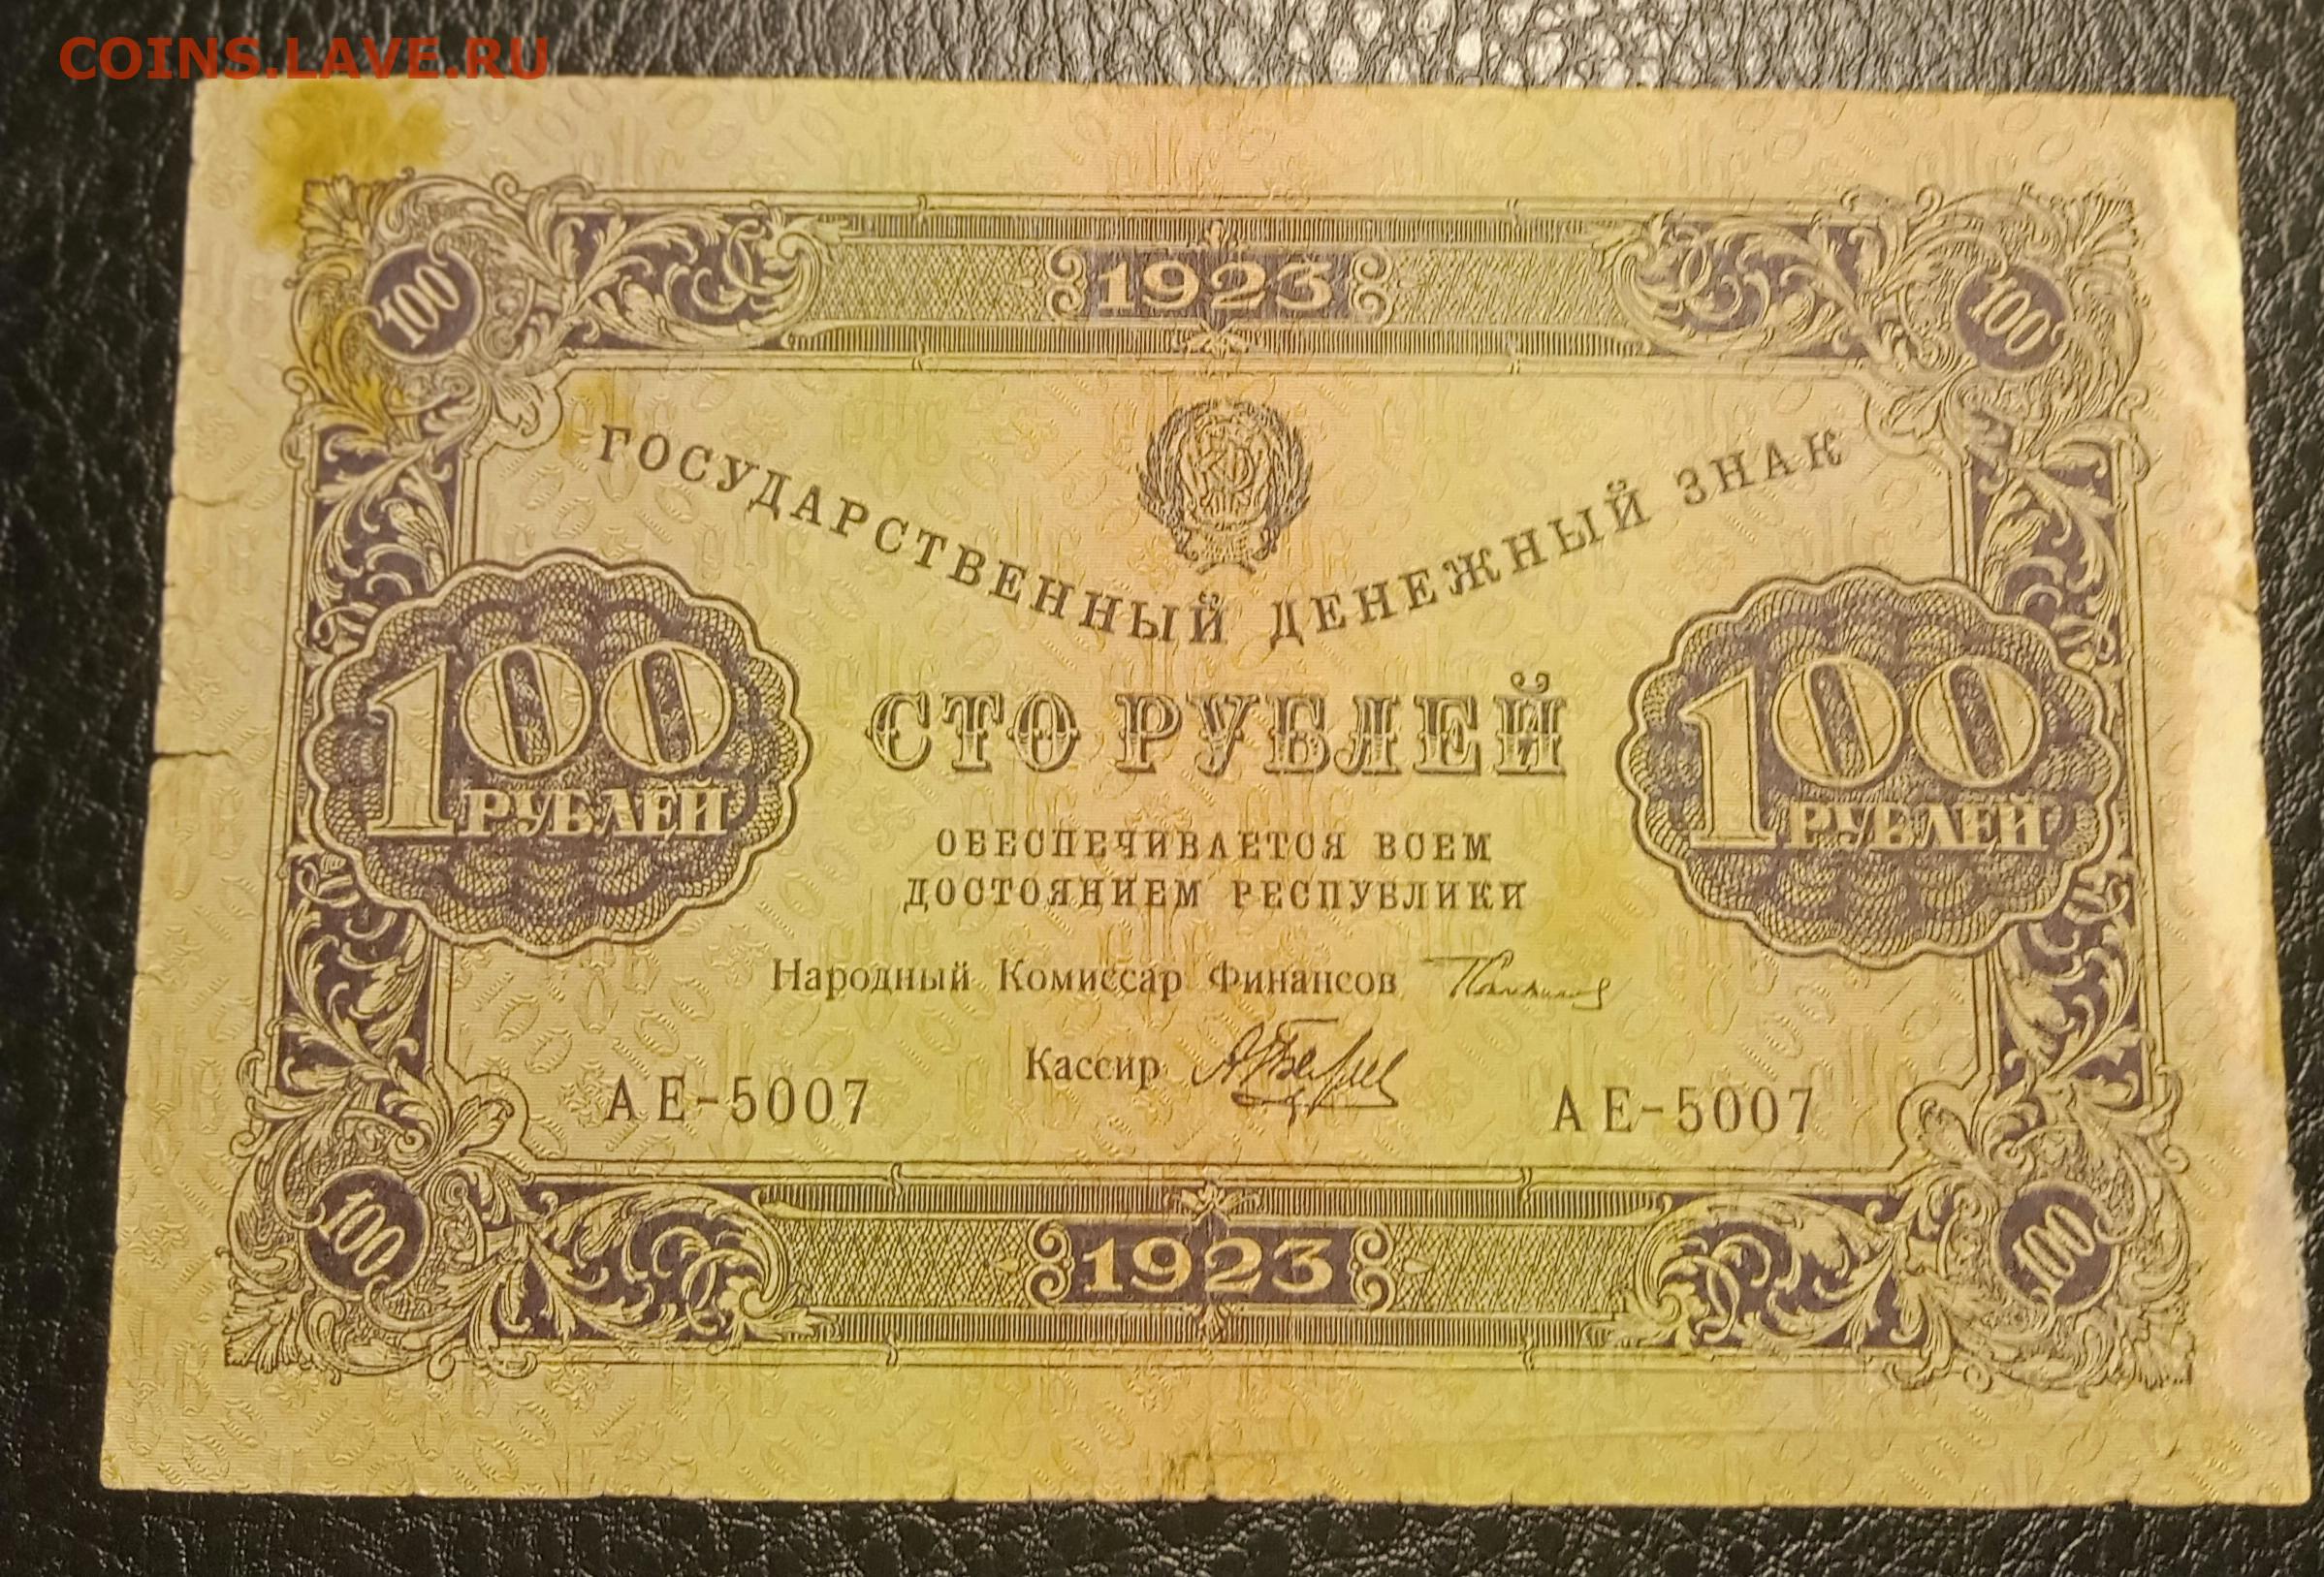 COINS.LAVE.RU
1923
100 100
ГОСУДАРСТВЕННЫЙ ДЕНЕЖНЫЙ ЗНАК
СТО РУБЛЕЙ
100 РУБЛЕЙ
100 РУБЛЕЙ
ОБЕСПЕЧИВАЕТСЯ ВСЕМ
ДОСТОЯНИЕМ РЕСПУБЛИКИ
Народный Комиссар Финансов
Кассир
АЕ-5007 АЕ-5007
100 100
1923